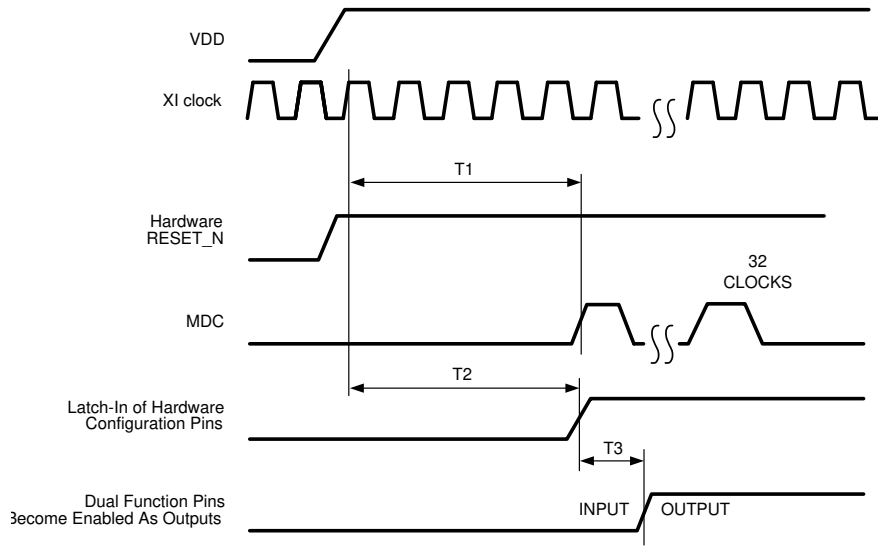 VDD
XI clock
T1
Hardware
RESET_N
32
CLOCKS
MDC
T2
Latch-In of Hardware
Configuration Pins
T3
Dual Function Pins
Become Enabled As Outputs
INPUT
OUTPUT